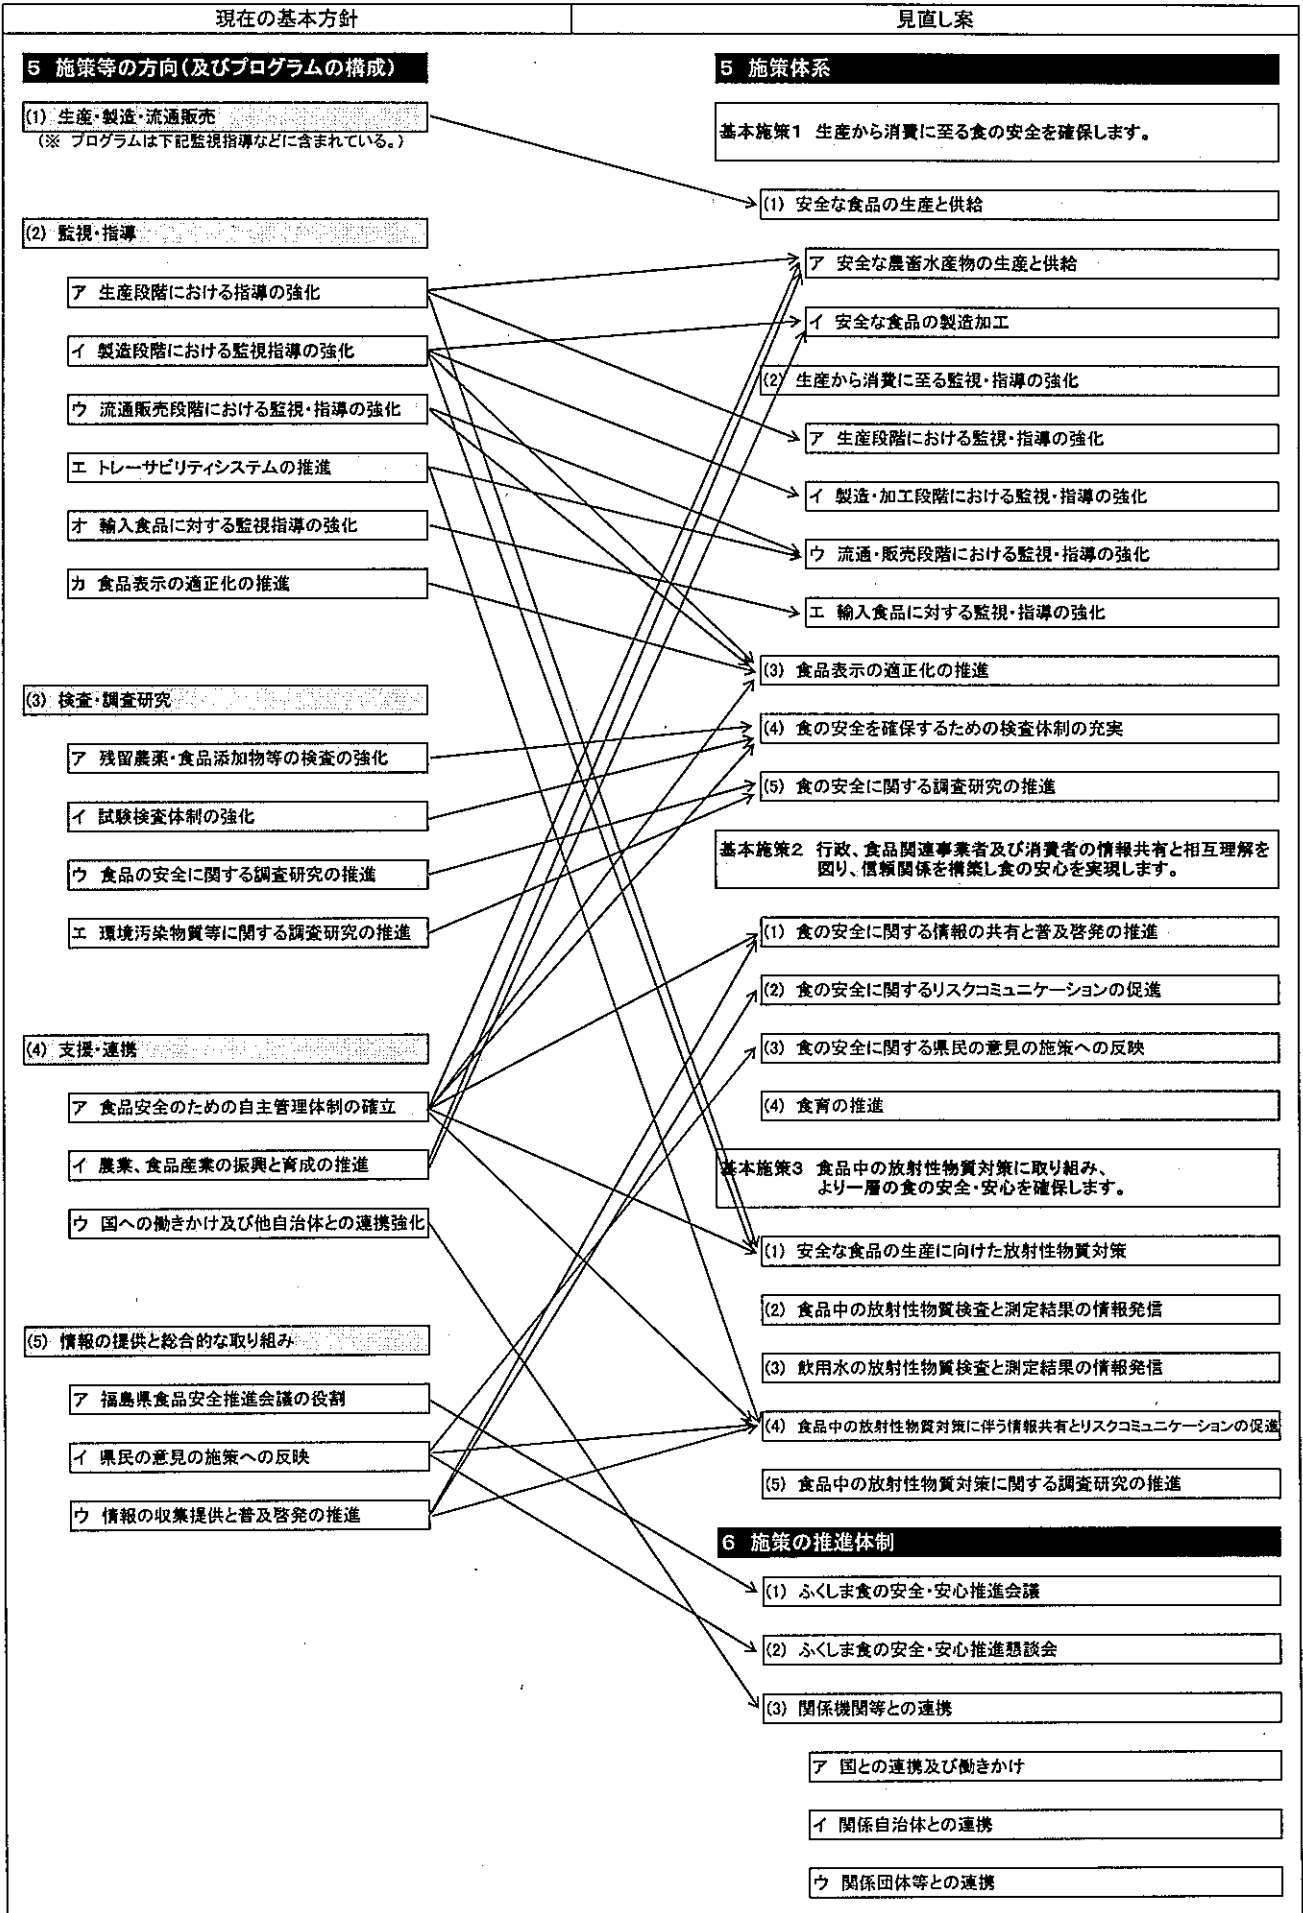 現在の基本方針
見直し案
5 施策等の方向(及びプログラムの構成)
(1) 生産・製造・流通販売
(※ プログラムは下記監視指導などに含まれている。)
(2) 監視・指導
ア 生産段階における指導の強化
イ 製造段階における監視指導の強化
ウ 流通販売段階における監視・指導の強化
エ トレーサビリティシステムの推進
オ 輸入食品に対する監視指導の強化
カ 食品表示の適正化の推進
(3) 検査・調査研究
ア 残留農薬・食品添加物等の検査の強化
イ 試験検査体制の強化
ウ 食品の安全に関する調査研究の推進
エ 環境汚染物質等に関する調査研究の推進
(4) 支援・連携
ア 食品安全のための自主管理体制の確立
イ 農業、食品産業の振興と育成の推進
ウ 国への働きかけ及び他自治体との連携強化
(5) 情報の提供と総合的な取り組み
ア 福島県食品安全推進会議の役割
イ 県民の意見の施策への反映
ウ 情報の収集提供と普及啓発の推進
5 施策体系
基本施策1 生産から消費に至る食の安全を確保します。
(1) 安全な食品の生産と供給
ア 安全な農畜水産物の生産と供給
イ 安全な食品の製造加工
(2) 生産から消費に至る監視・指導の強化
ア 生産段階における監視・指導の強化
イ 製造・加工段階における監視・指導の強化
ウ 流通・販売段階における監視・指導の強化
エ 輸入食品に対する監視・指導の強化
(3) 食品表示の適正化の推進
(4) 食の安全を確保するための検査体制の充実
(5) 食の安全に関する調査研究の推進
基本施策2 行政、食品関連事業者及び消費者の情報共有と相互理解を
図り、信頼関係を構築し食の安心を実現します。
(1) 食の安全に関する情報の共有と普及啓発の推進
(2) 食の安全に関するリスクコミュニケーションの促進
(3) 食の安全に関する県民の意見の施策への反映
(4) 食育の推進
基本施策3 食品中の放射性物質対策に取り組み、
より一層の食の安全・安心を確保します。
(1) 安全な食品の生産に向けた放射性物質対策
(2) 食品中の放射性物質検査と測定結果の情報発信
(3) 飲用水の放射性物質検査と測定結果の情報発信
(4) 食品中の放射性物質対策に伴う情報共有とリスクコミュニケーションの促進
(5) 食品中の放射性物質対策に関する調査研究の推進
6 施策の推進体制
(1) ふくしま食の安全・安心推進会議
(2) ふくしま食の安全・安心推進懇談会
(3) 関係機関等との連携
ア 国との連携及び働きかけ
イ 関係自治体との連携
ウ 関係団体等との連携